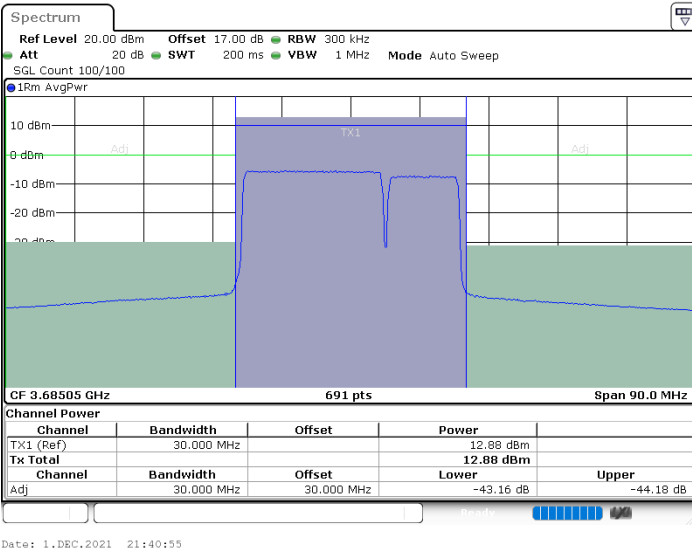 Spectrum
Ref Level 20.00 dBm Offset 17.00 dB RBW 300 kHz
Att 20 dB SWT 200 ms VBW 1 MHz Mode Auto Sweep
SGL Count 100/100
1Rm AvgPwr
10 dBm
TX1
Adj Adj
0 dBm
-10 dBm
-20 dBm
-30 dBm
CF 3.68505 GHz 691 pts Span 90.0 MHz
Channel Power
Channel Bandwidth Offset Power
TX1 (Ref) 30.000 MHz 12.88 dBm
Tx Total 12.88 dBm
Channel Bandwidth Offset Lower Upper
Adj 30.000 MHz 30.000 MHz -43.16 dB -44.18 dB
Ready
Date: 1.DEC.2021 21:40:55